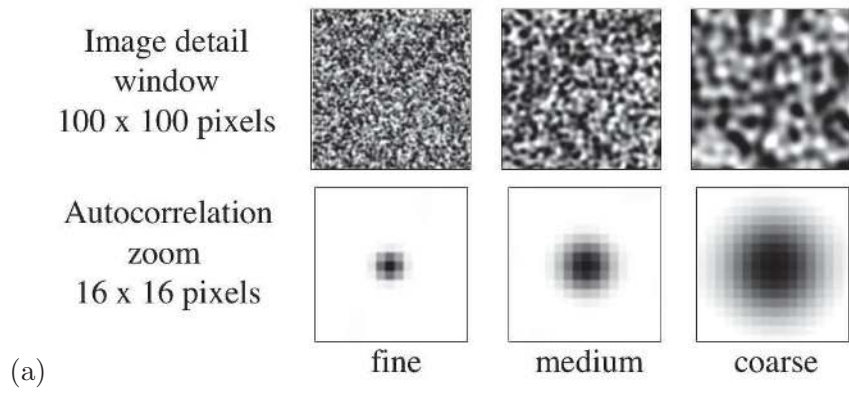 Image detail
window
100 x 100 pixels
Autocorrelation
zoom
16 x 16 pixels
fine medium coarse
(a)